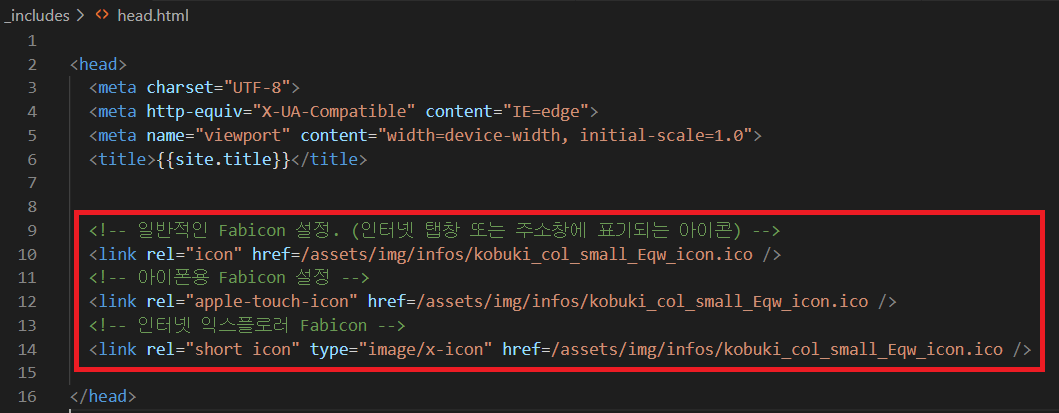 _includes > <> head.html
1
2 <head>
3 <meta charset="UTF-8">
4 <meta http-equiv="X-UA-Compatible" content="IE=edge">
5 <meta name="viewport" content="width=device-width, initial-scale=1.0">
6 <title>{{site.title}}</title>
7
8
9 <!-- 일반적인 Fabicon 설정. (인터넷 탭창 또는 주소창에 표기되는 아이콘) -->
10 <link rel="icon" href=/assets/img/infos/kobuki_col_small_Eqw_icon.ico />
11 <!-- 아이폰용 Fabicon 설정 -->
12 <link rel="apple-touch-icon" href=/assets/img/infos/kobuki_col_small_Eqw_icon.ico />
13 <!-- 인터넷 익스플로러 Fabicon -->
14 <link rel="short icon" type="image/x-icon" href=/assets/img/infos/kobuki_col_small_Eqw_icon.ico />
15
16 </head>